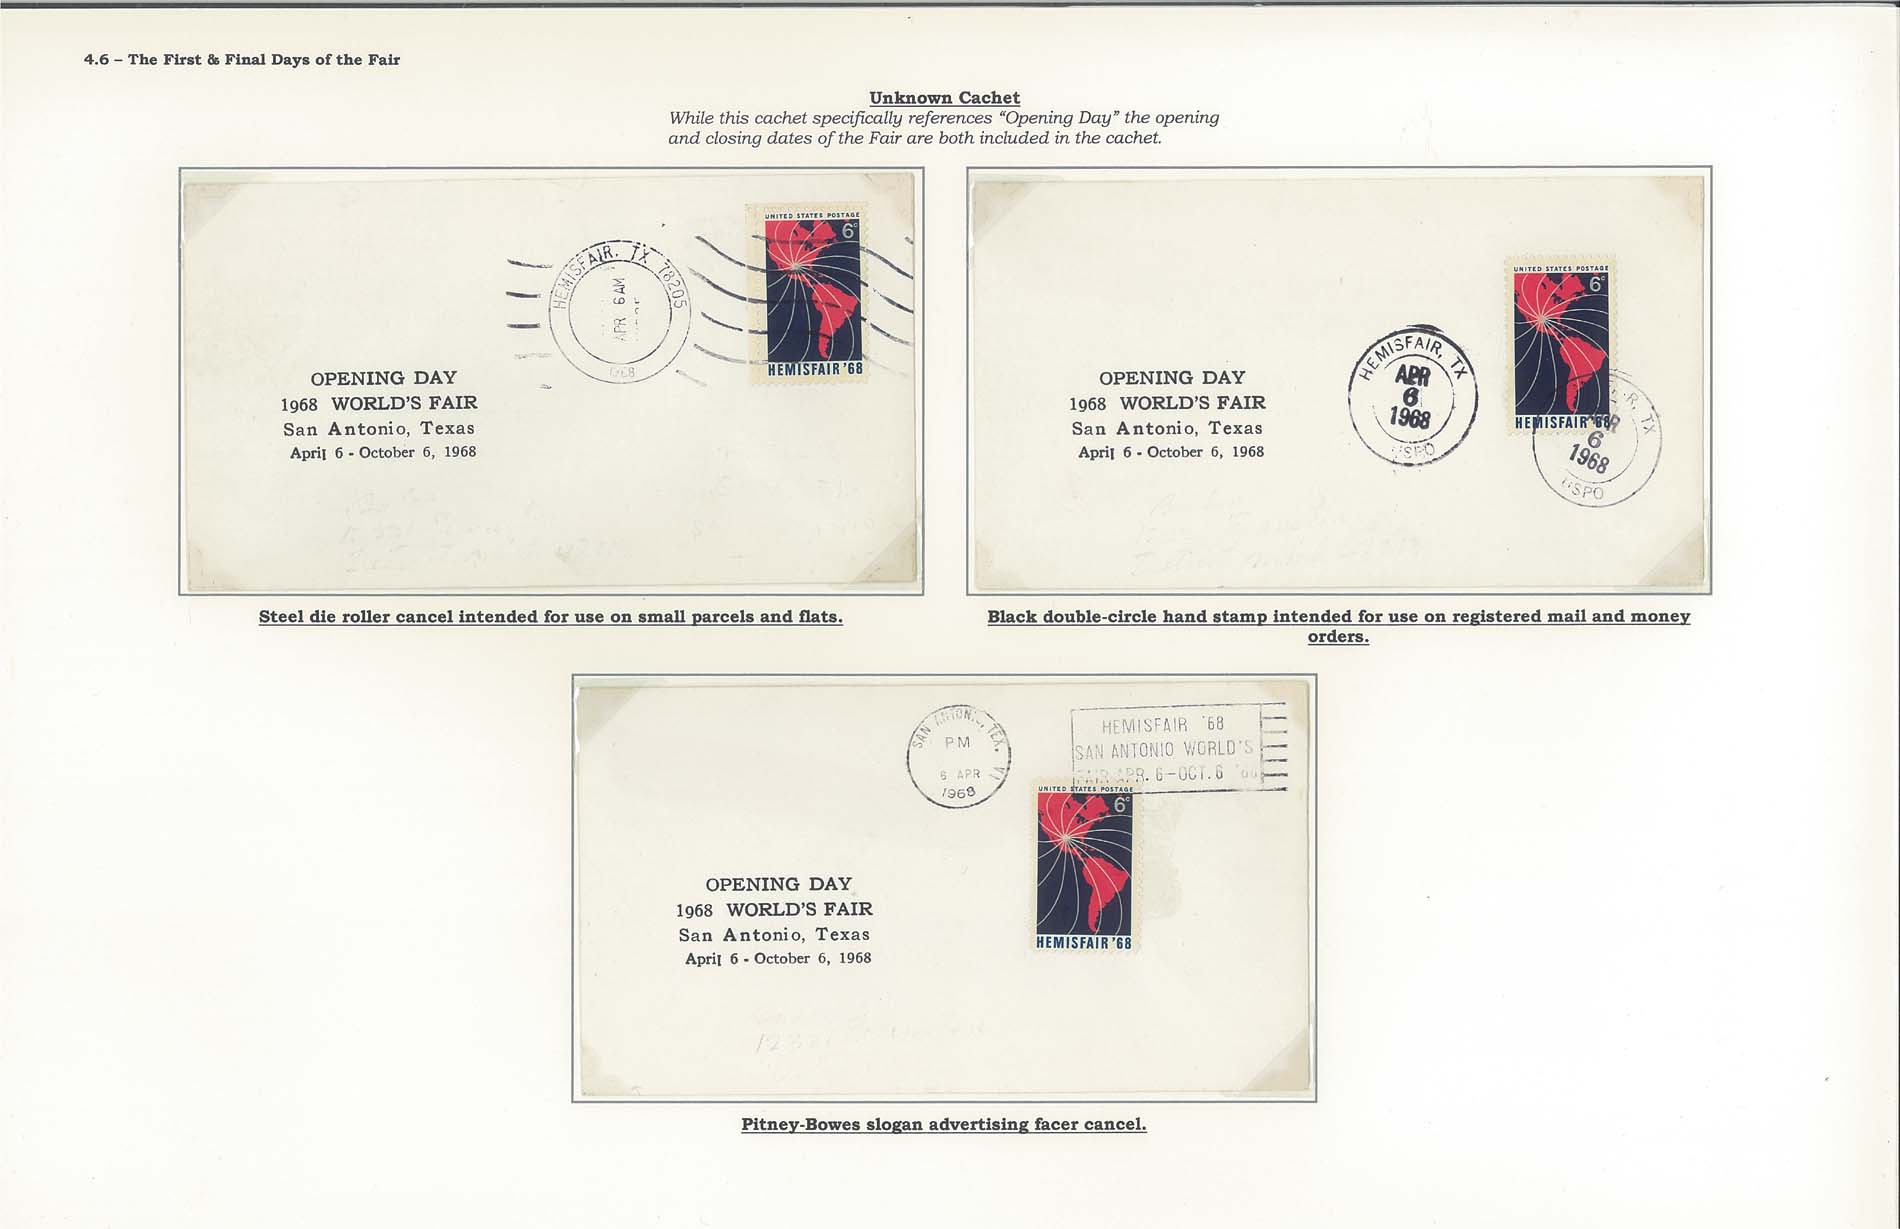 4.6 – The First & Final Days of the Fair
Unknown Cachet
While this cachet specifically references “Opening Day” the opening
and closing dates of the Fair are both included in the cachet.
HEMISFAIR, TX 78205
APR 6 AM
1968
UNITED STATES POSTAGE
6c
HEMISFAIR '68
OPENING DAY
1968 WORLD'S FAIR
San Antonio, Texas
April 6 - October 6, 1968
Steel die roller cancel intended for use on small parcels and flats.
UNITED STATES POSTAGE
6c
HEMISFAIR '68
HEMISFAIR, TX
APR
6
1968
USPO
R, TX
APR
6
1968
USPO
OPENING DAY
1968 WORLD'S FAIR
San Antonio, Texas
April 6 - October 6, 1968
Black double-circle hand stamp intended for use on registered mail and money
orders.
SAN ANTONIO, TEX.
PM
6 APR
1968
1A
HEMISFAIR '68
SAN ANTONIO WORLD'S
FAIR APR. 6-OCT. 6 '68
UNITED STATES POSTAGE
6c
HEMISFAIR '68
OPENING DAY
1968 WORLD'S FAIR
San Antonio, Texas
April 6 - October 6, 1968
Pitney-Bowes slogan advertising facer cancel.